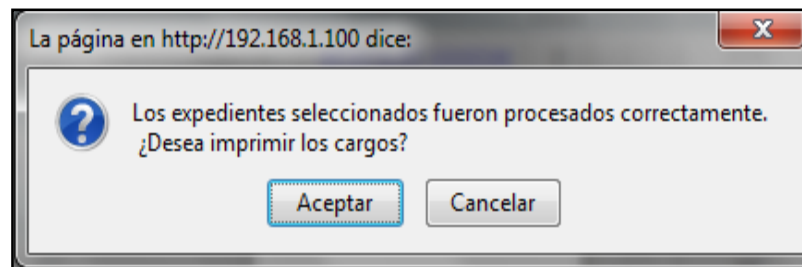 La página en http://192.168.1.100 dice:
Los expedientes seleccionados fueron procesados correctamente.
¿Desea imprimir los cargos?
Aceptar Cancelar